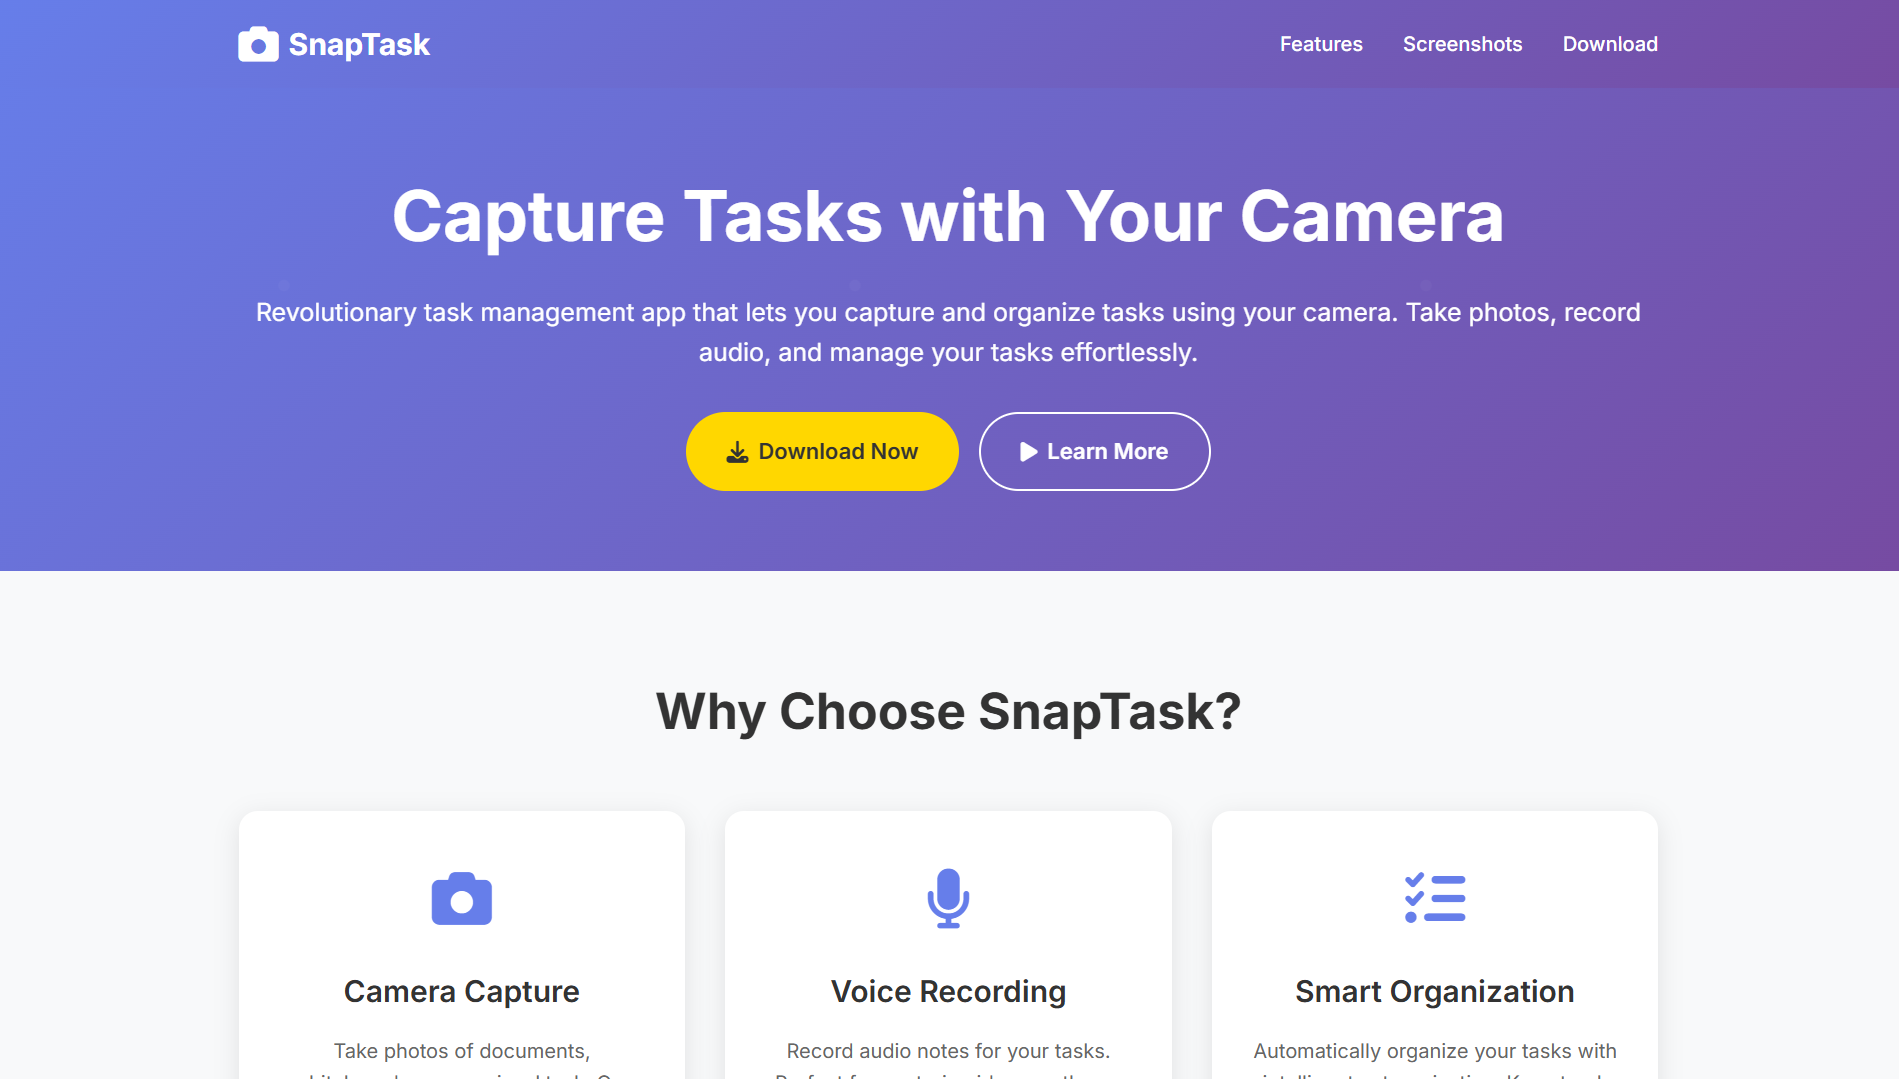 SnapTask
Features
Screenshots
Download
Capture Tasks with Your Camera
Revolutionary task management app that lets you capture and organize tasks using your camera. Take photos, record
audio, and manage your tasks effortlessly.
Download Now
Learn More
Why Choose SnapTask?
Camera Capture
Take photos of documents,
Voice Recording
Record audio notes for your tasks.
Smart Organization
Automatically organize your tasks with